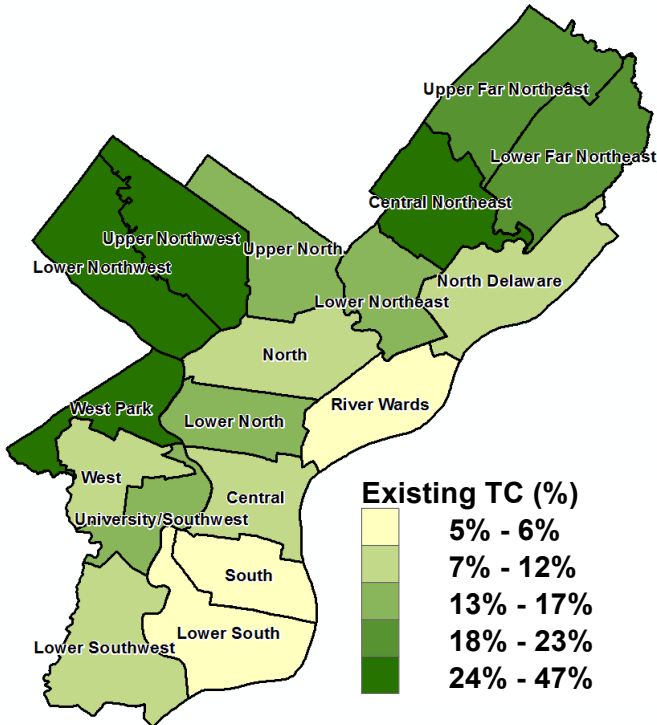 Upper Far Northeast
Lower Far Northeast
Central Northeast
Upper Northwest
Upper North
Lower Northwest
North Delaware
Lower Northeast
North
West Park
River Wards
Lower North
West
Central
University/Southwest
South
Lower South
Lower Southwest
Existing TC (%)
5% - 6%
7% - 12%
13% - 17%
18% - 23%
24% - 47%